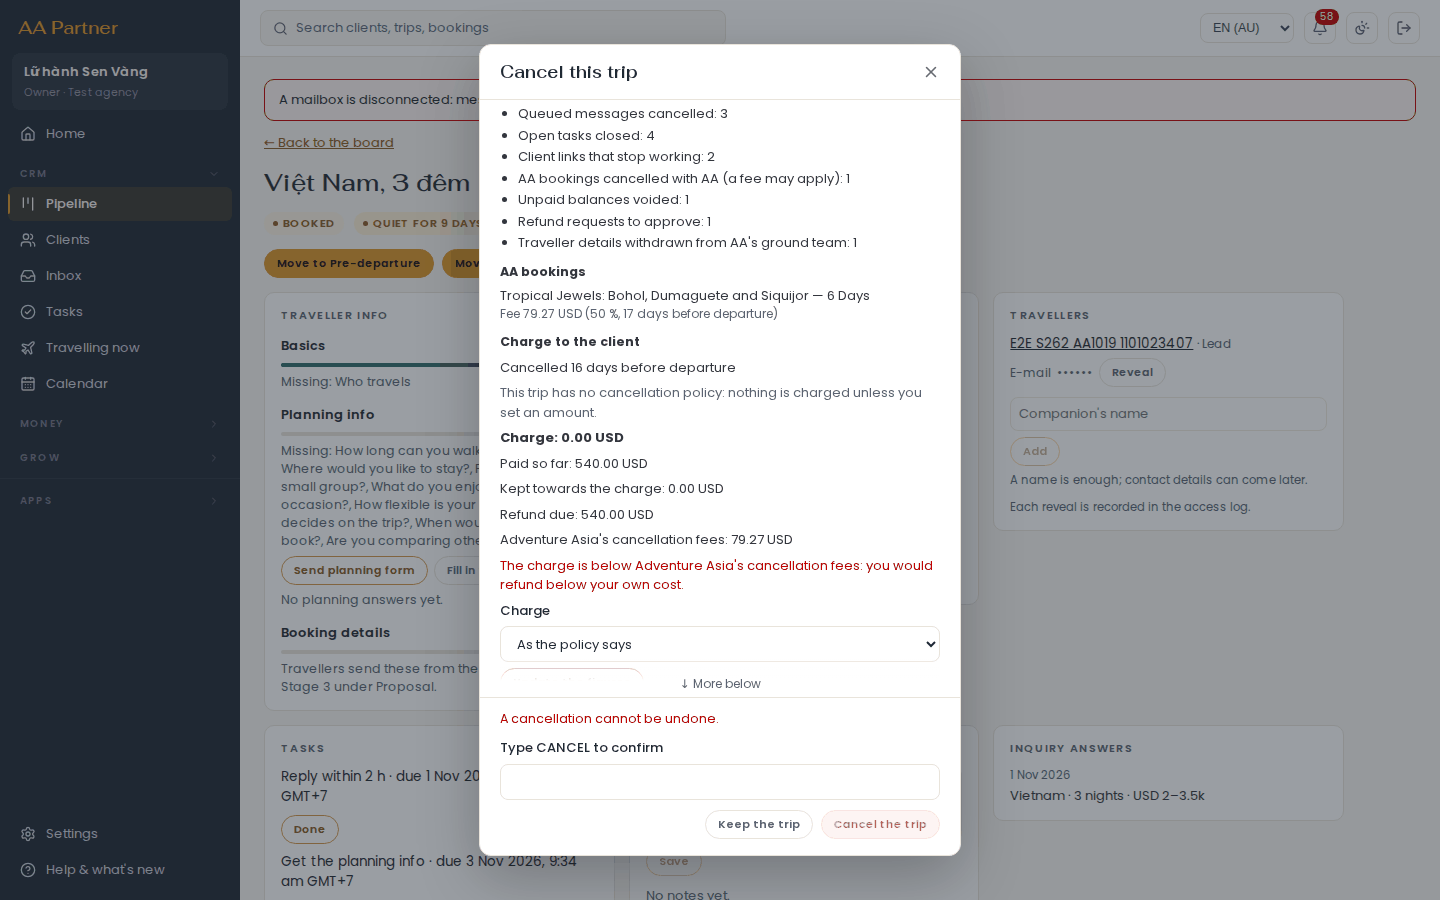 AA Partner
Lữ hành Sen Vàng
Owner · Test agency
Home
CRM
Pipeline
Clients
Inbox
Tasks
Travelling now
Calendar
MONEY
GROW
APPS
Settings
Help & what's new
Search clients, trips, bookings
EN (AU)
58
A mailbox is disconnected:
← Back to the board
Việt Nam, 3 đêm
BOOKED
QUIET FOR 9 DAYS
Move to Pre-departure
TRAVELLER INFO
Basics
Missing: Who travels
Planning info
Missing: How long can you
Where would you like to stay?,
small group?, What do you
occasion?, How flexible is your
decides on the trip?, When
book?, Are you comparing
Send planning form
Fill in
No planning answers yet.
Booking details
Travellers send these from the
Stage 3 under Proposal.
TASKS
Reply within 2 h · due 1 Nov
GMT+7
Done
Get the planning info · due 3 Nov 2026, 9:34
am GMT+7
Cancel this trip
Queued messages cancelled: 3
Open tasks closed: 4
Client links that stop working: 2
AA bookings cancelled with AA (a fee may apply): 1
Unpaid balances voided: 1
Refund requests to approve: 1
Traveller details withdrawn from AA's ground team: 1
AA bookings
Tropical Jewels: Bohol, Dumaguete and Siquijor — 6 Days
Fee 79.27 USD (50 %, 17 days before departure)
Charge to the client
Cancelled 16 days before departure
This trip has no cancellation policy: nothing is charged unless you
set an amount.
Charge: 0.00 USD
Paid so far: 540.00 USD
Kept towards the charge: 0.00 USD
Refund due: 540.00 USD
Adventure Asia's cancellation fees: 79.27 USD
The charge is below Adventure Asia's cancellation fees: you would
refund below your own cost.
Charge
As the policy says
↓ More below
A cancellation cannot be undone.
Type CANCEL to confirm
Keep the trip
Cancel the trip
Save
No notes yet.
TRAVELLERS
E2E S262 AA1019 1101023407 · Lead
E-mail •••••• Reveal
Companion's name
Add
A name is enough; contact details can come later.
Each reveal is recorded in the access log.
INQUIRY ANSWERS
1 Nov 2026
Vietnam · 3 nights · USD 2–3.5k